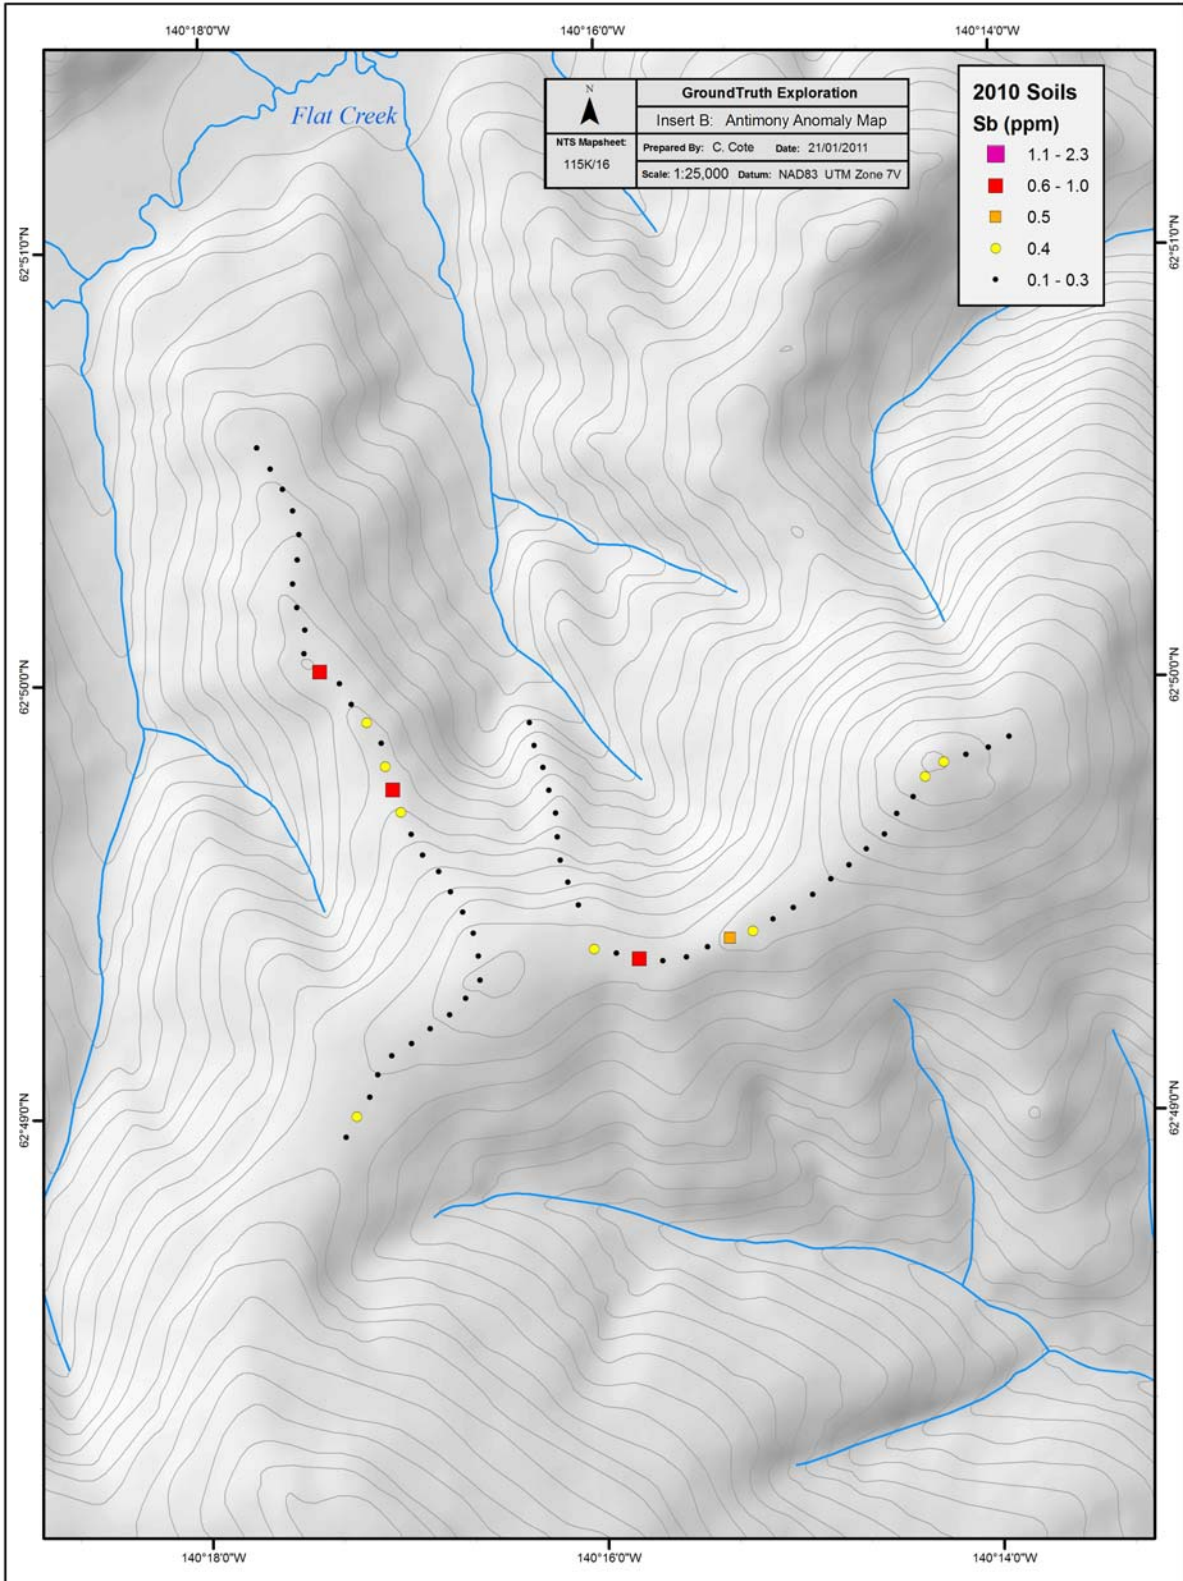 140°18'0"W
140°16'0"W
140°14'0"W
Flat Creek
N
NTS Mapsheet:
115K/16
GroundTruth Exploration
Insert B: Antimony Anomaly Map
Prepared By: C. Cote Date: 21/01/2011
Scale: 1:25,000 Datum: NAD83 UTM Zone 7V
2010 Soils
Sb (ppm)
1.1 - 2.3
0.6 - 1.0
0.5
0.4
0.1 - 0.3
62°51'0"N
62°51'0"N
62°50'0"N
62°50'0"N
62°49'0"N
62°49'0"N
140°18'0"W
140°16'0"W
140°14'0"W